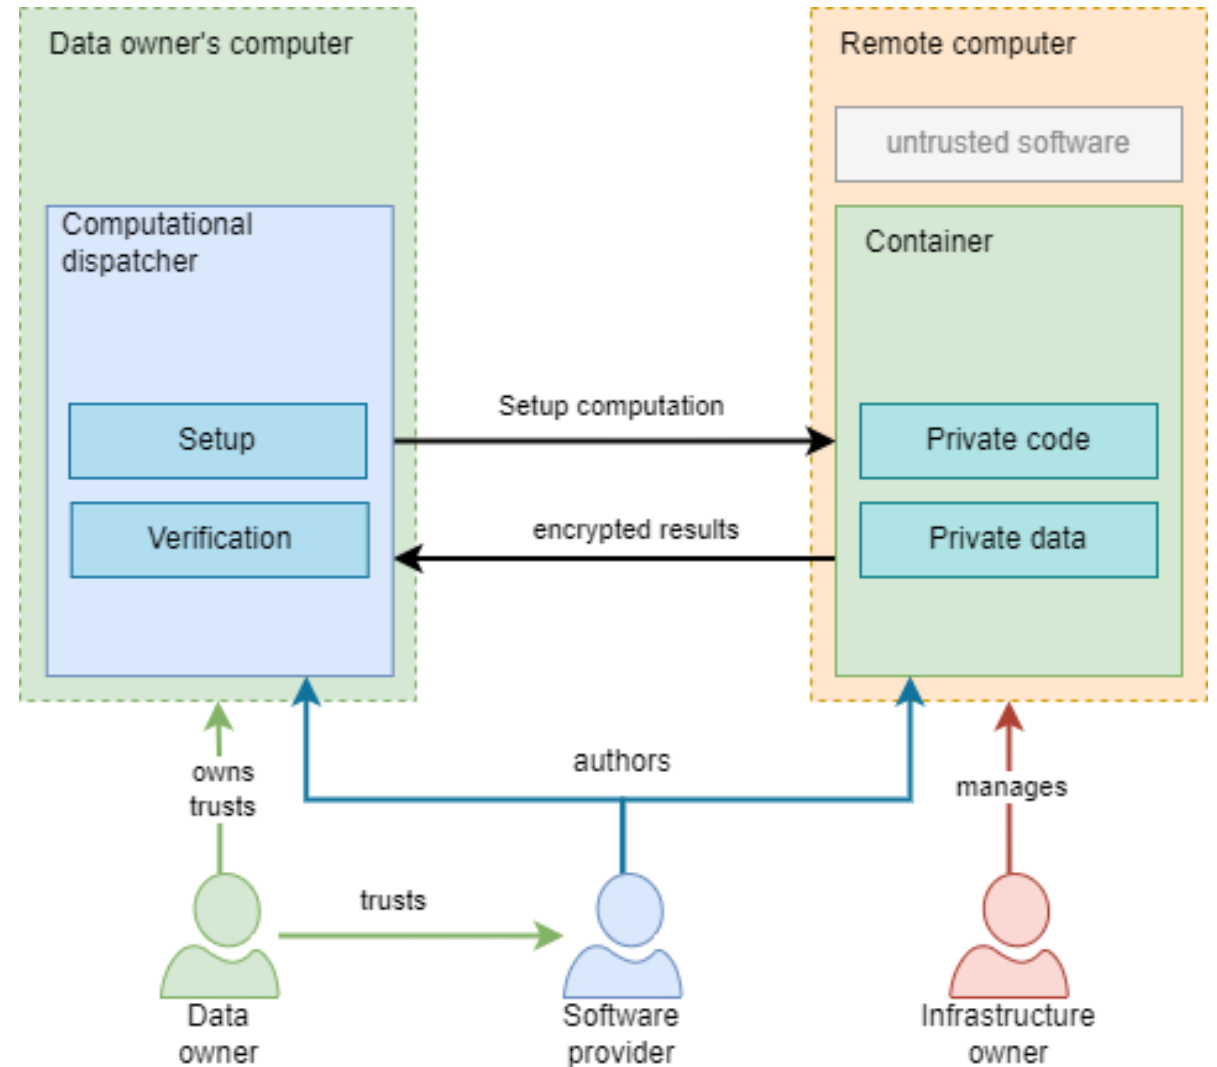 Data owner's computer
Remote computer
untrusted software
Computational
dispatcher
Container
Setup computation
Setup
Private code
encrypted results
Verification
Private data
authors
owns
trusts
manages
trusts
Data
owner
Software
provider
Infrastructure
owner